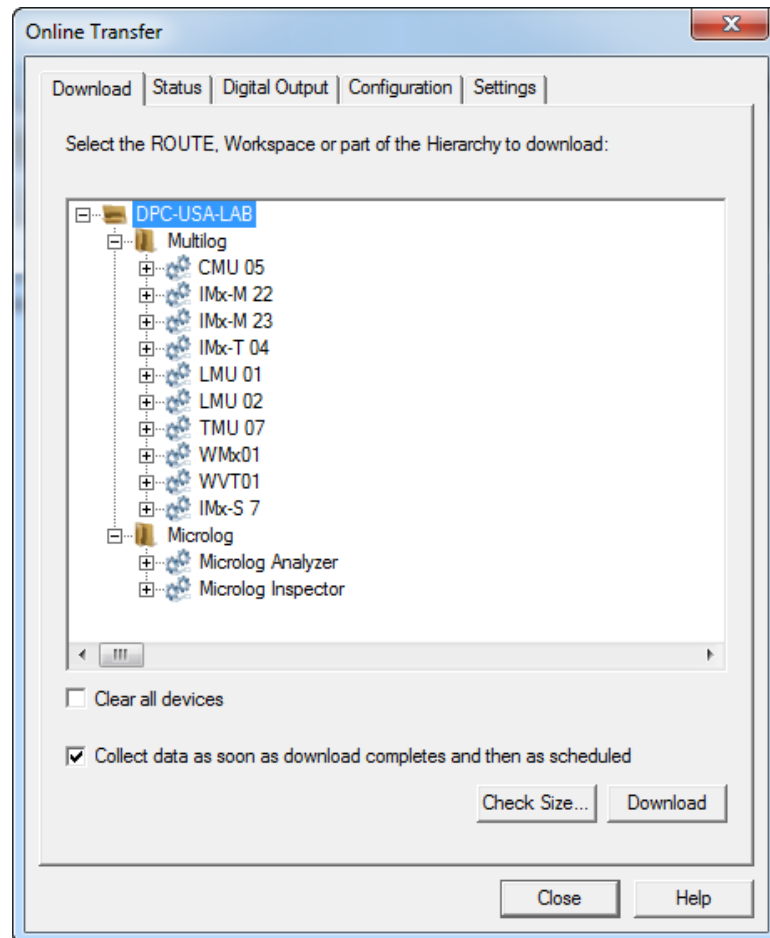 Online Transfer
Download Status Digital Output Configuration Settings
Select the ROUTE, Workspace or part of the Hierarchy to download:
DPC-USA-LAB
Multilog
CMU 05
IMx-M 22
IMx-M 23
IMx-T 04
LMU 01
LMU 02
TMU 07
WMx01
WVT01
IMx-S 7
Microlog
Microlog Analyzer
Microlog Inspector
Clear all devices
Collect data as soon as download completes and then as scheduled
Check Size... Download
Close Help